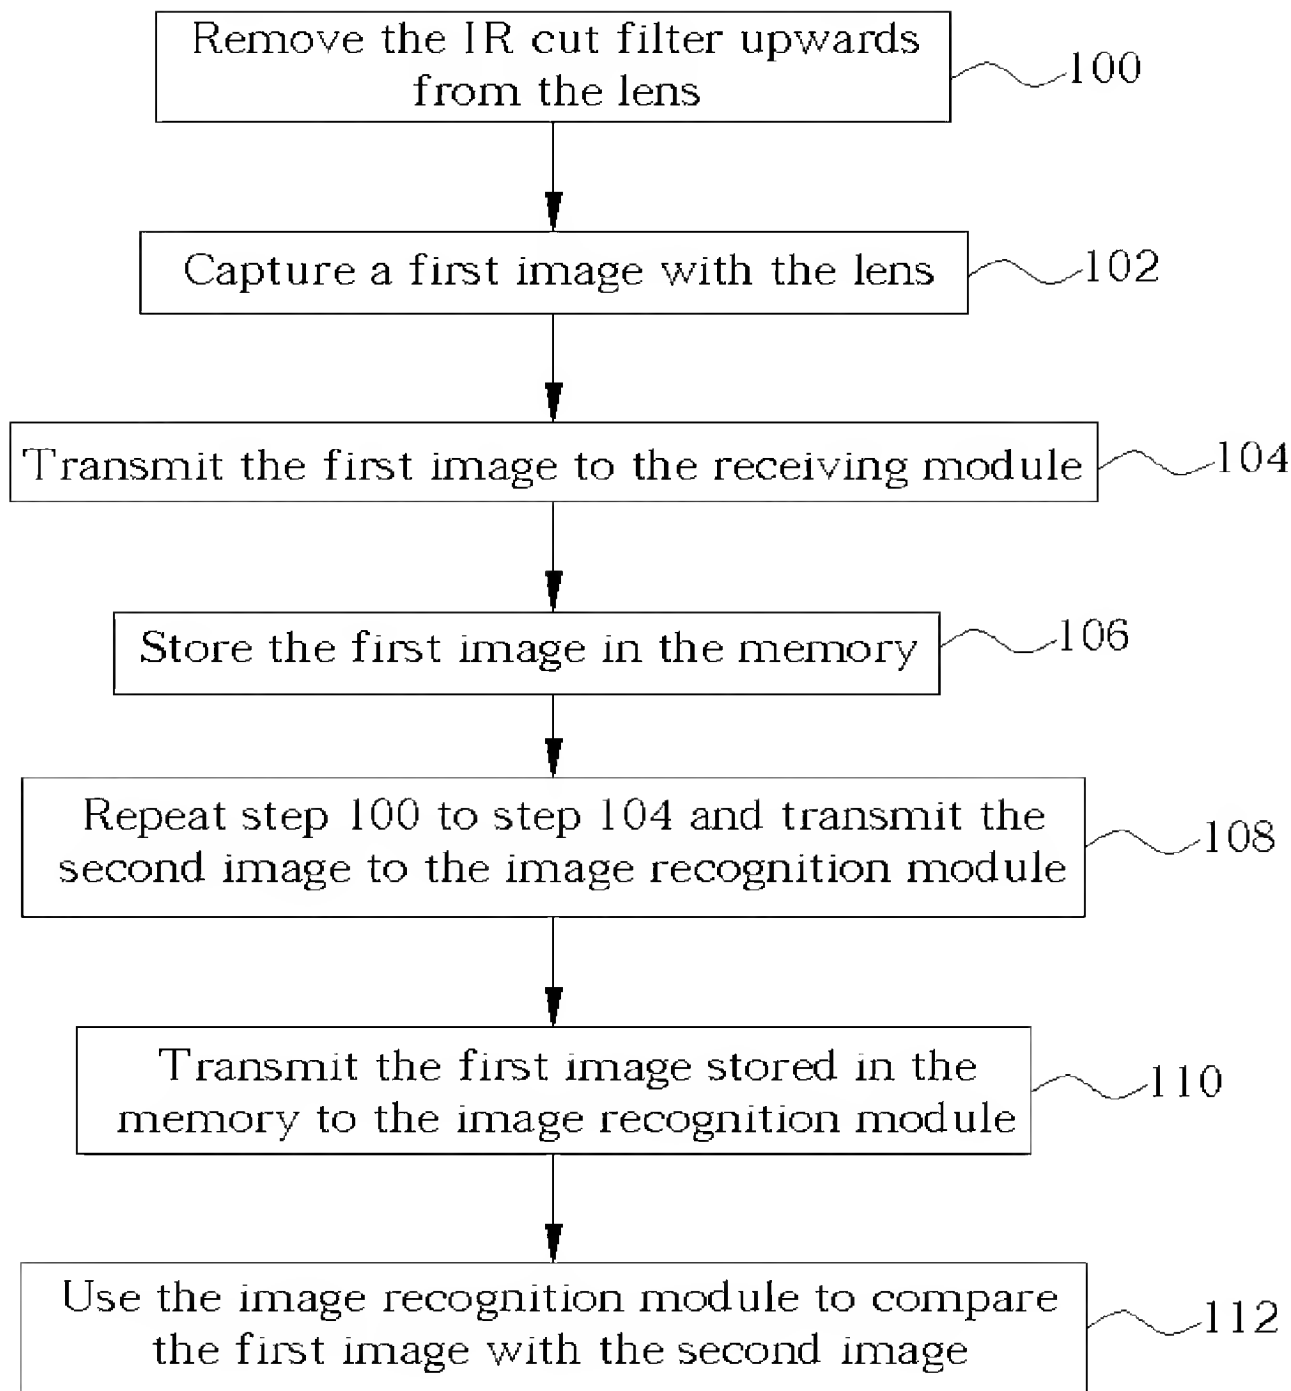 Remove the IR cut filter upwards
from the lens
100
Capture a first image with the lens
102
Transmit the first image to the receiving module
104
Store the first image in the memory
106
Repeat step 100 to step 104 and transmit the
second image to the image recognition module
108
Transmit the first image stored in the
memory to the image recognition module
110
Use the image recognition module to compare
the first image with the second image
112